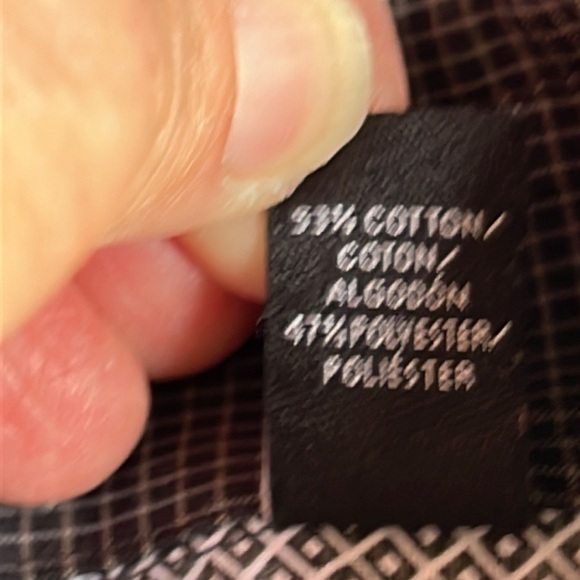 53% COTTON/
COTON/
ALGODÓN
47%POLYESTER/
POLIÉSTER